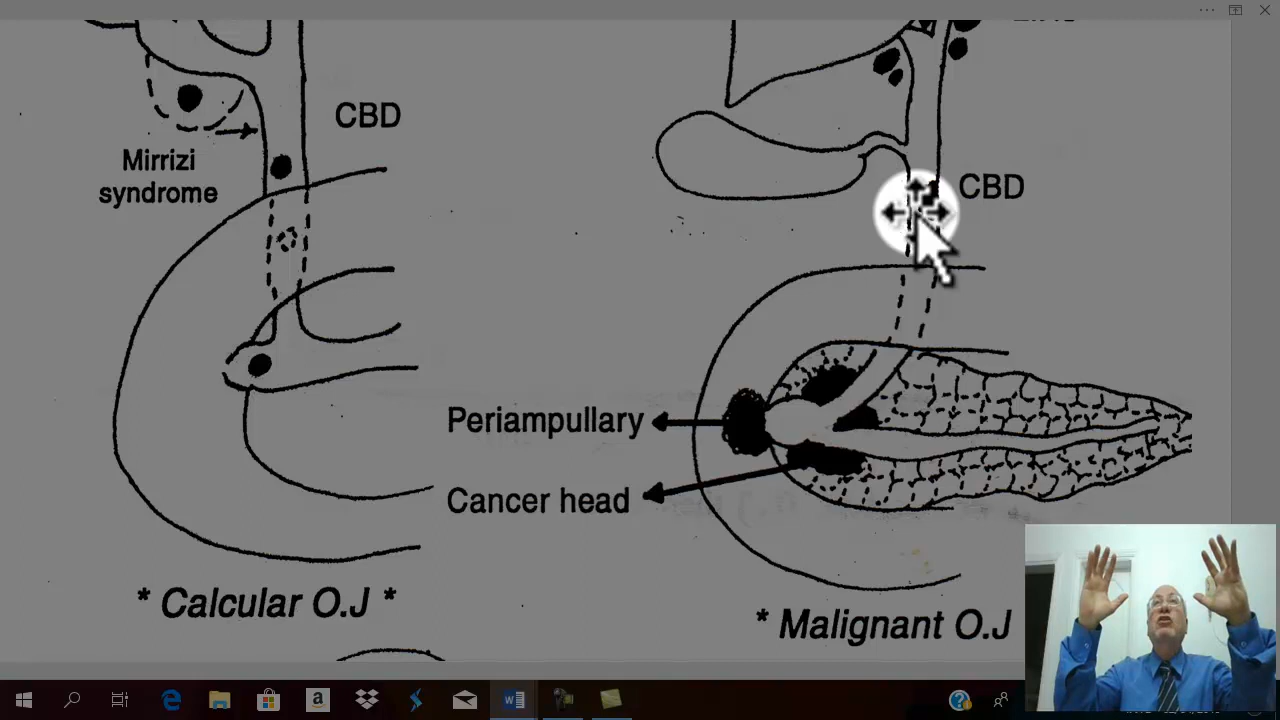 CBD
Mirrizi
syndrome
CBD
Periampullary
Cancer head
* Calcular O.J *
* Malignant O.J